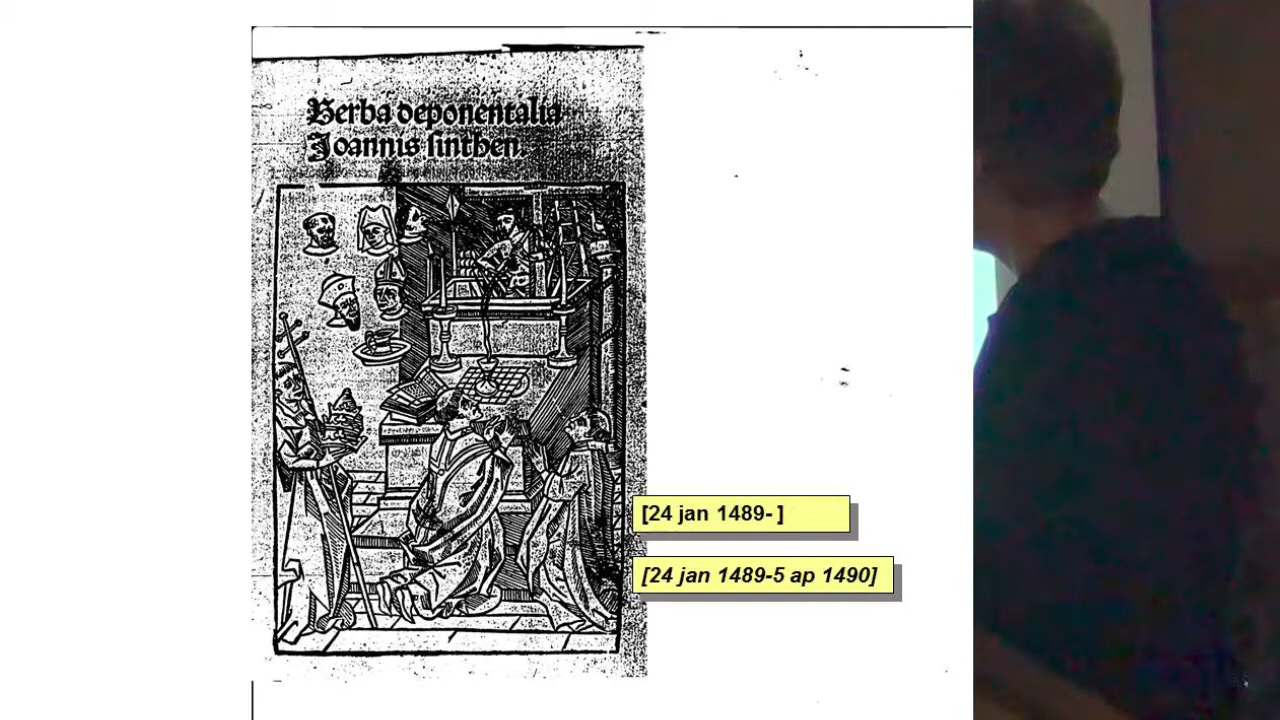 Verba deponentalia
Joannis sinthen
[24 jan 1489- ]
[24 jan 1489-5 ap 1490]